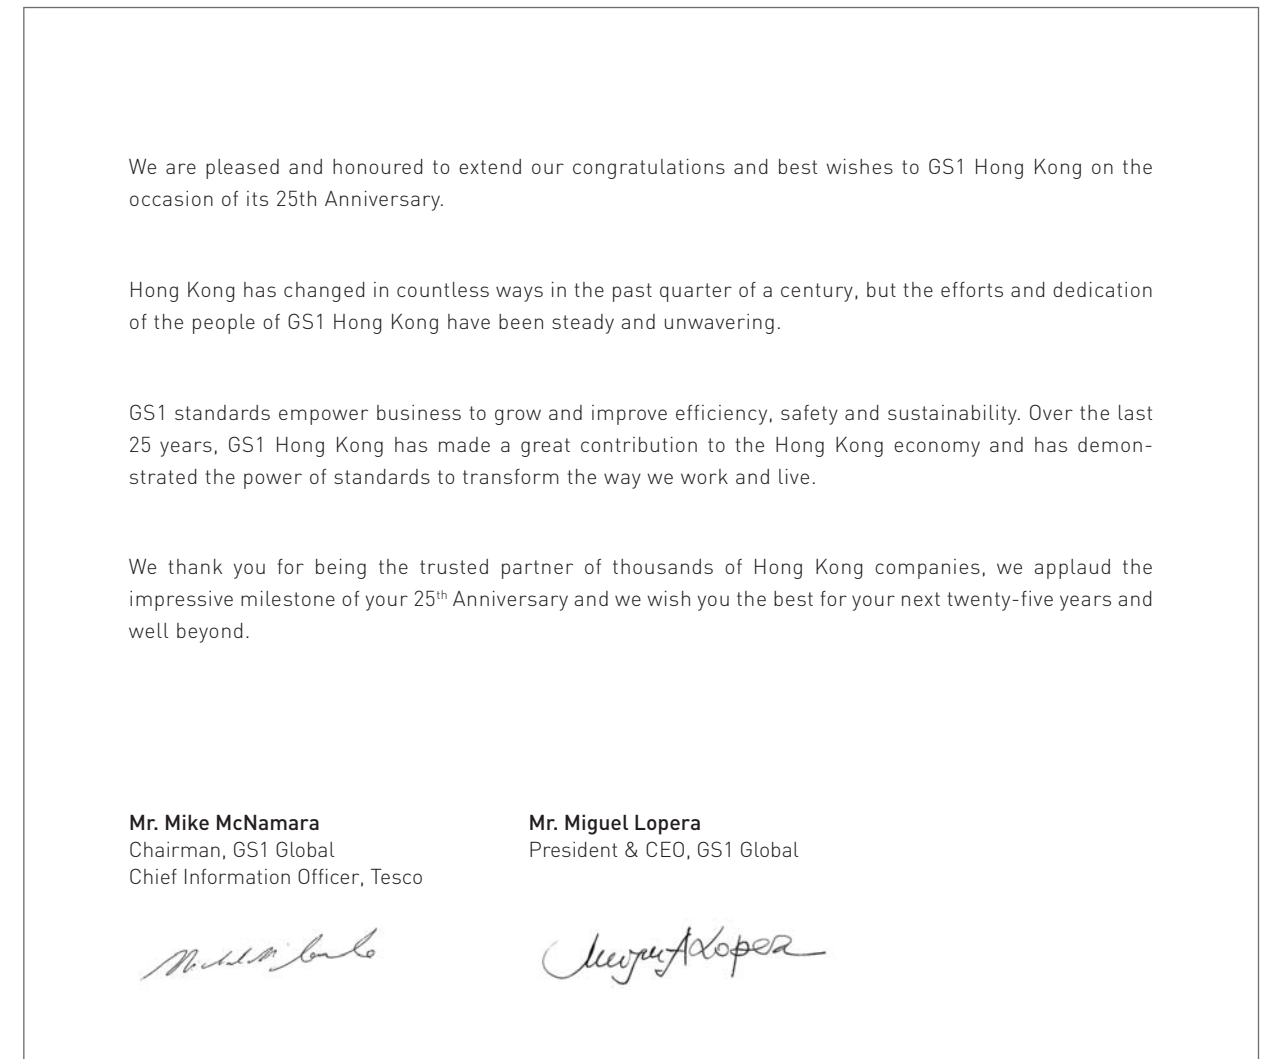 We are pleased and honoured to extend our congratulations and best wishes to GS1 Hong Kong on the
occasion of its 25th Anniversary.
Hong Kong has changed in countless ways in the past quarter of a century, but the efforts and dedication
of the people of GS1 Hong Kong have been steady and unwavering.
GS1 standards empower business to grow and improve efficiency, safety and sustainability. Over the last
25 years, GS1 Hong Kong has made a great contribution to the Hong Kong economy and has demon-
strated the power of standards to transform the way we work and live.
We thank you for being the trusted partner of thousands of Hong Kong companies, we applaud the
impressive milestone of your 25th Anniversary and we wish you the best for your next twenty-five years and
well beyond.
Mr. Mike McNamara
Chairman, GS1 Global
Chief Information Officer, Tesco
Mr. Miguel Lopera
President & CEO, GS1 Global